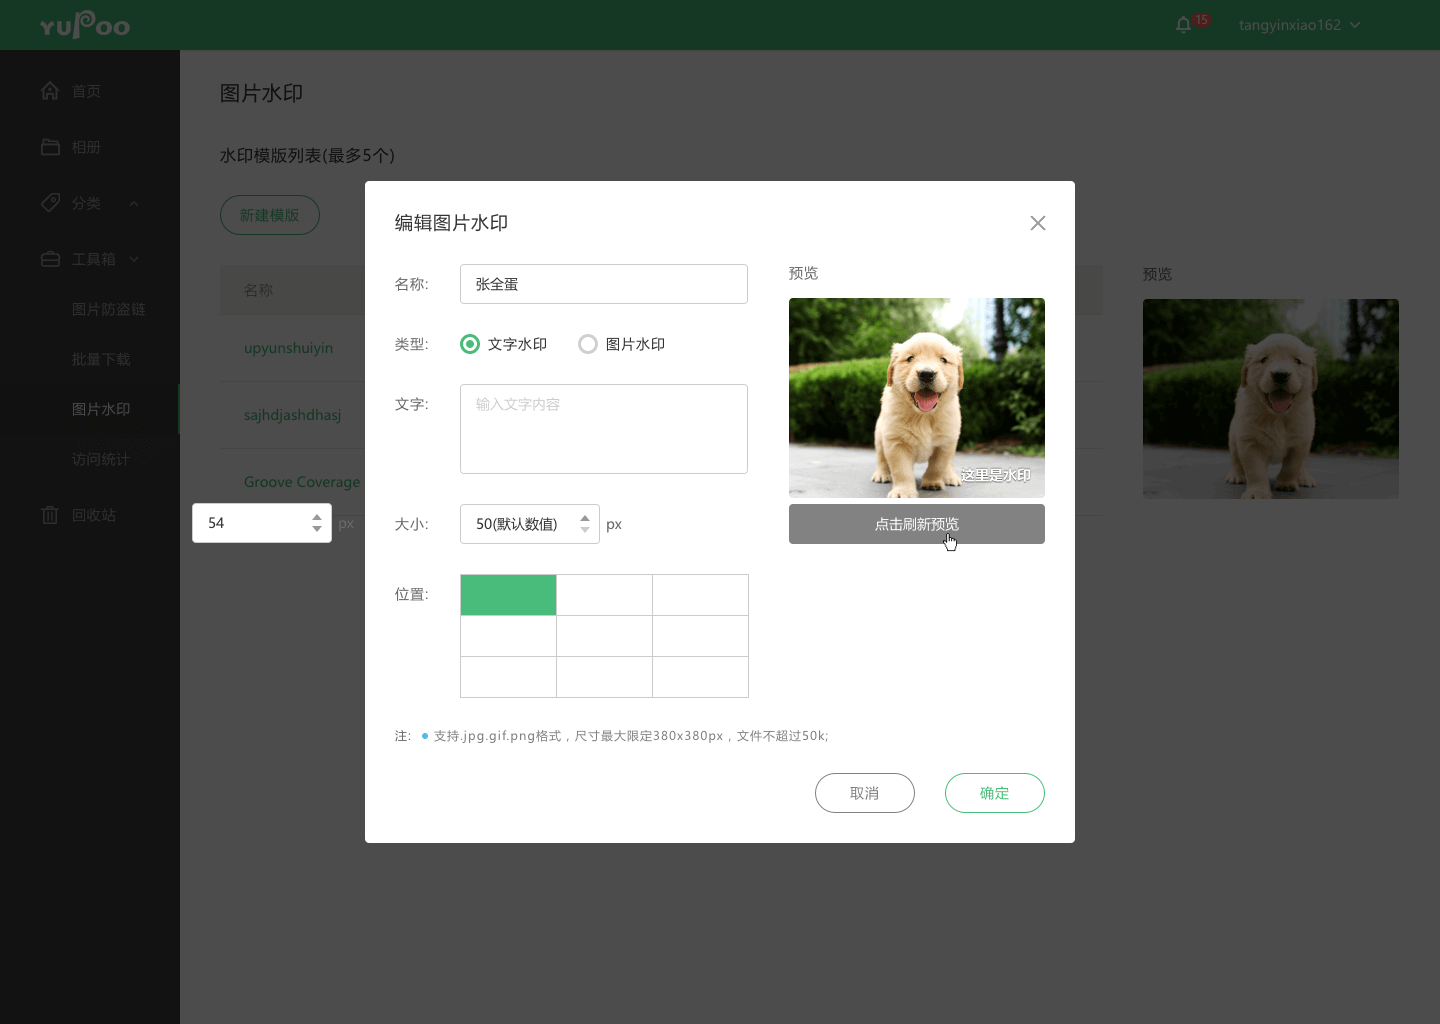 YUPOO
15
tangyinxiao162
首页
相册
分类
工具箱
图片防盗链
批量下载
图片水印
访问统计
回收站
图片水印
水印模版列表(最多5个)
新建模版
名称
upyunshuiyin
sajhdjashdhasj
Groove Coverage
预览
54
px
编辑图片水印
名称:
张全蛋
类型:
文字水印
图片水印
文字:
输入文字内容
大小:
50(默认数值)
px
位置:
预览
这里是水印
点击刷新预览
注:
支持.jpg.gif.png格式，尺寸最大限定380x380px，文件不超过50k;
取消
确定